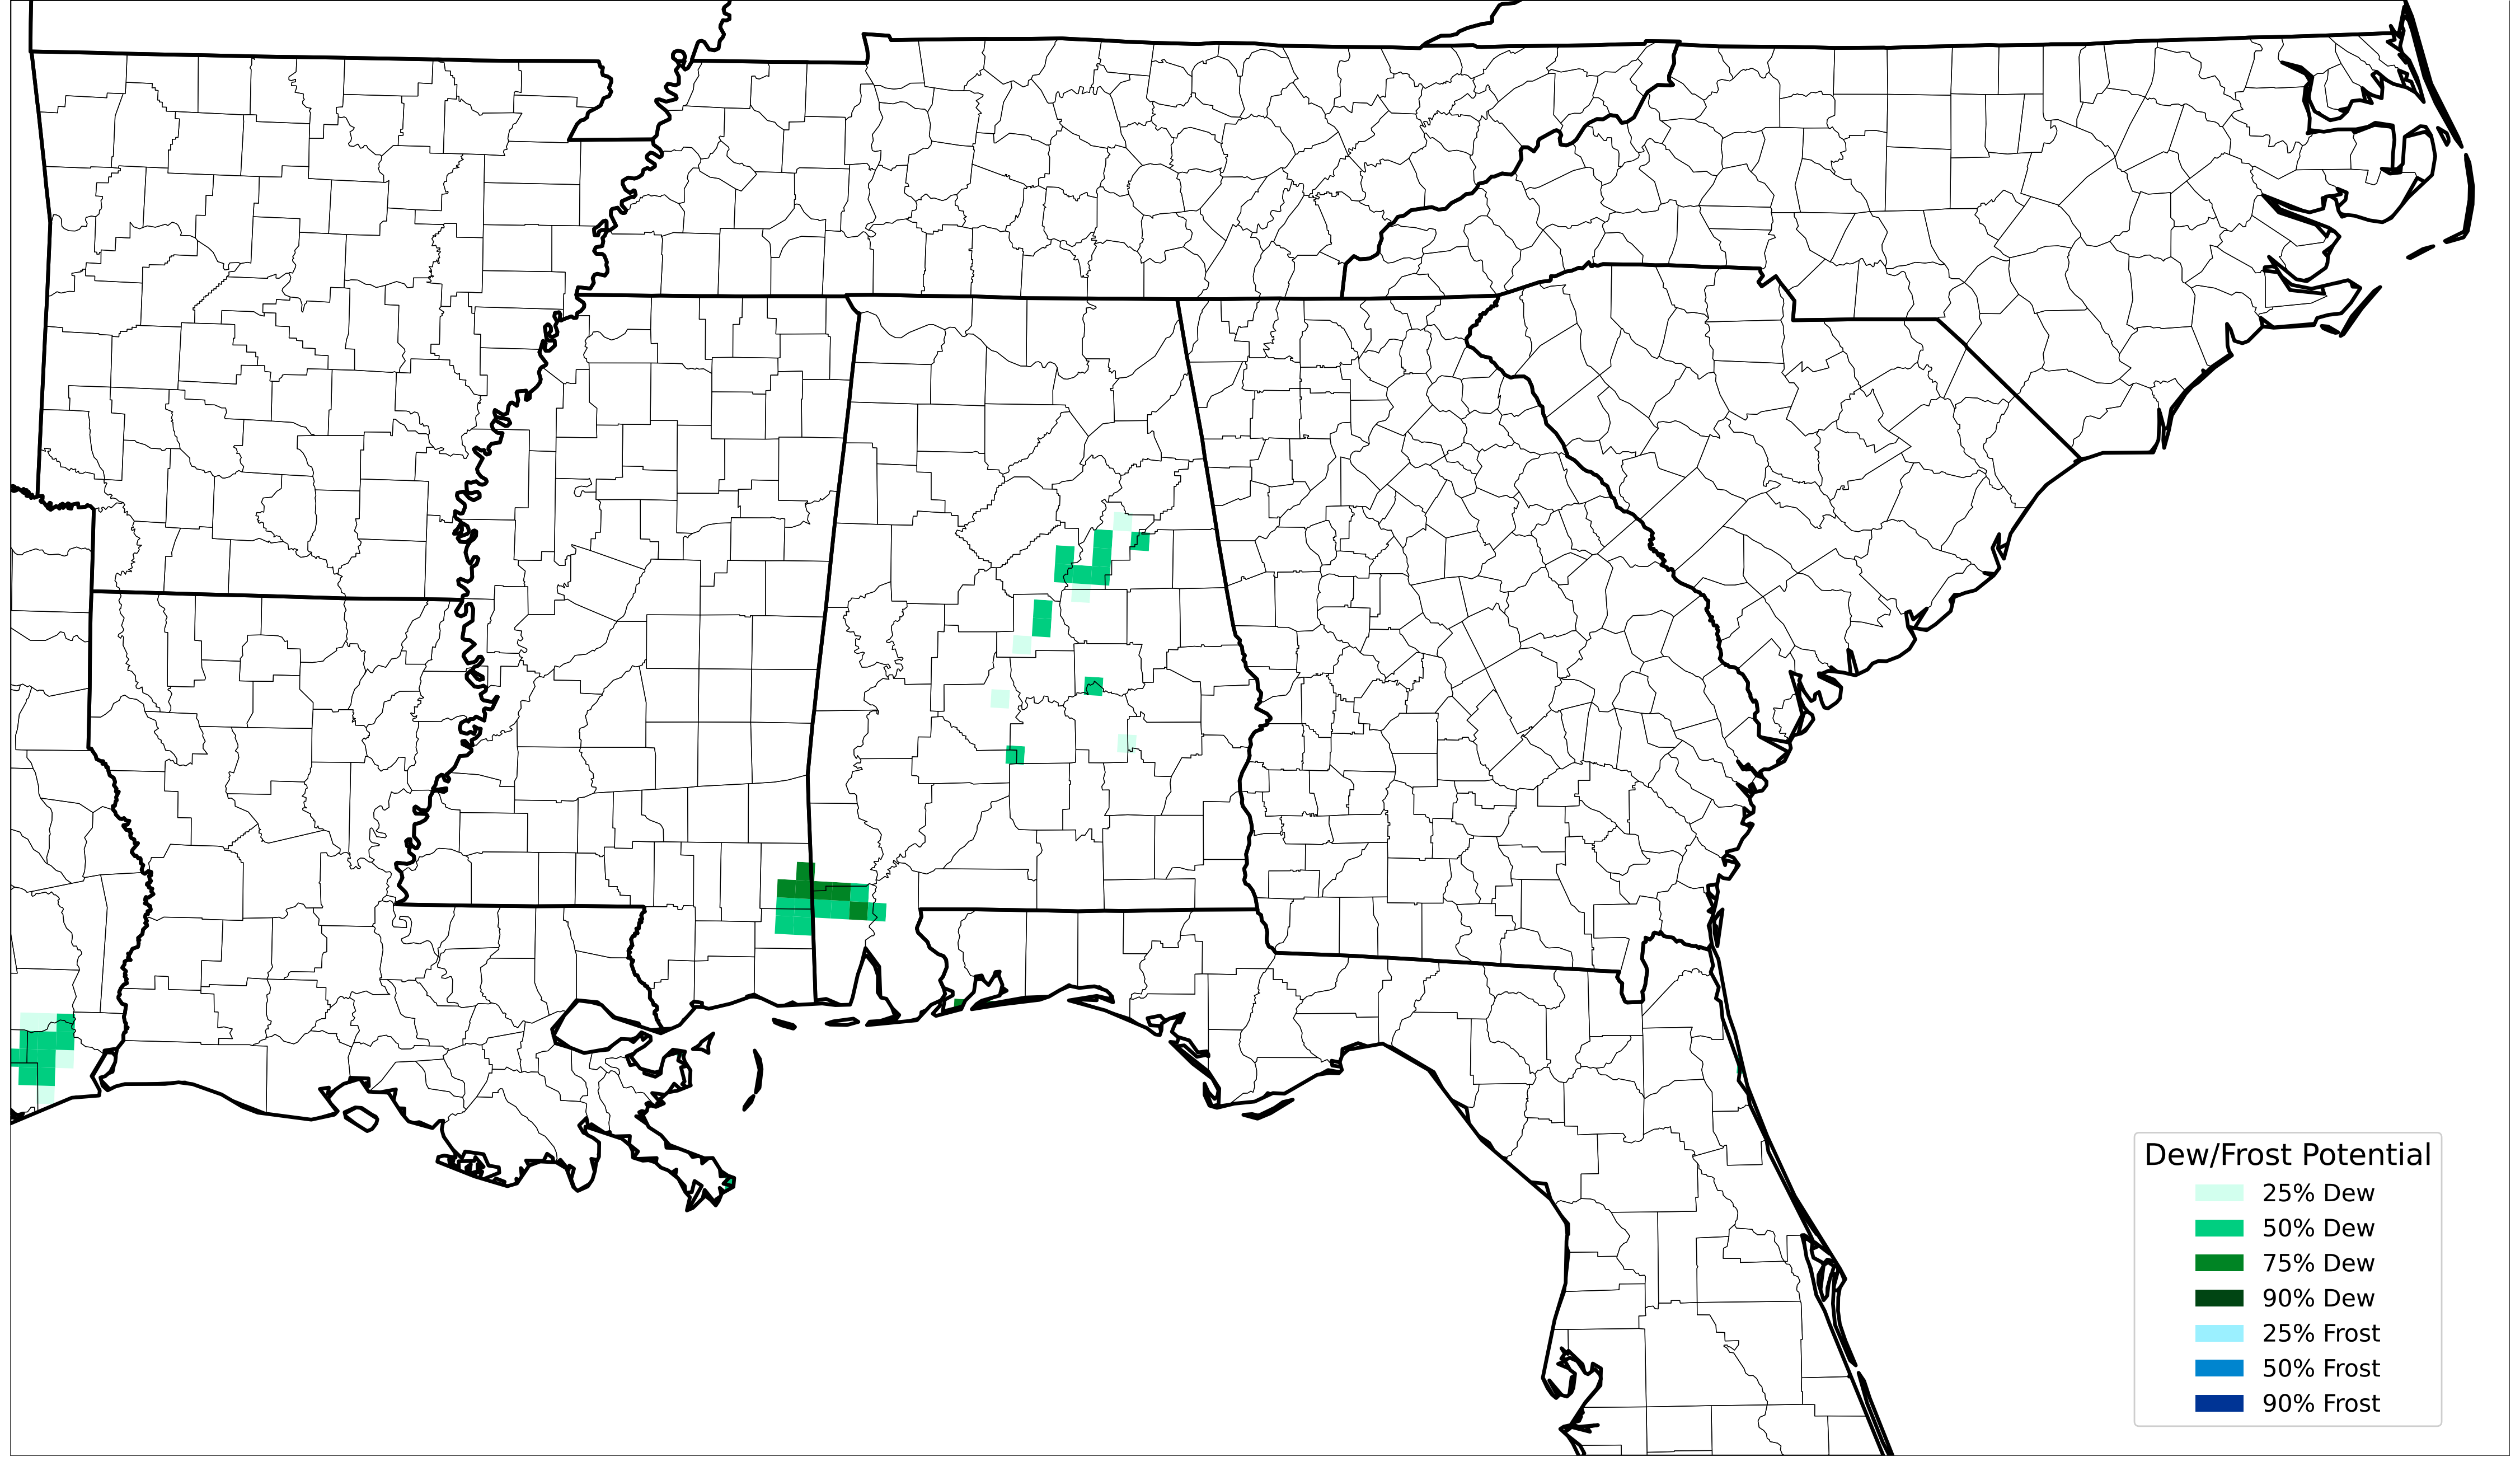 Dew/Frost Potential
25% Dew
50% Dew
75% Dew
90% Dew
25% Frost
50% Frost
90% Frost